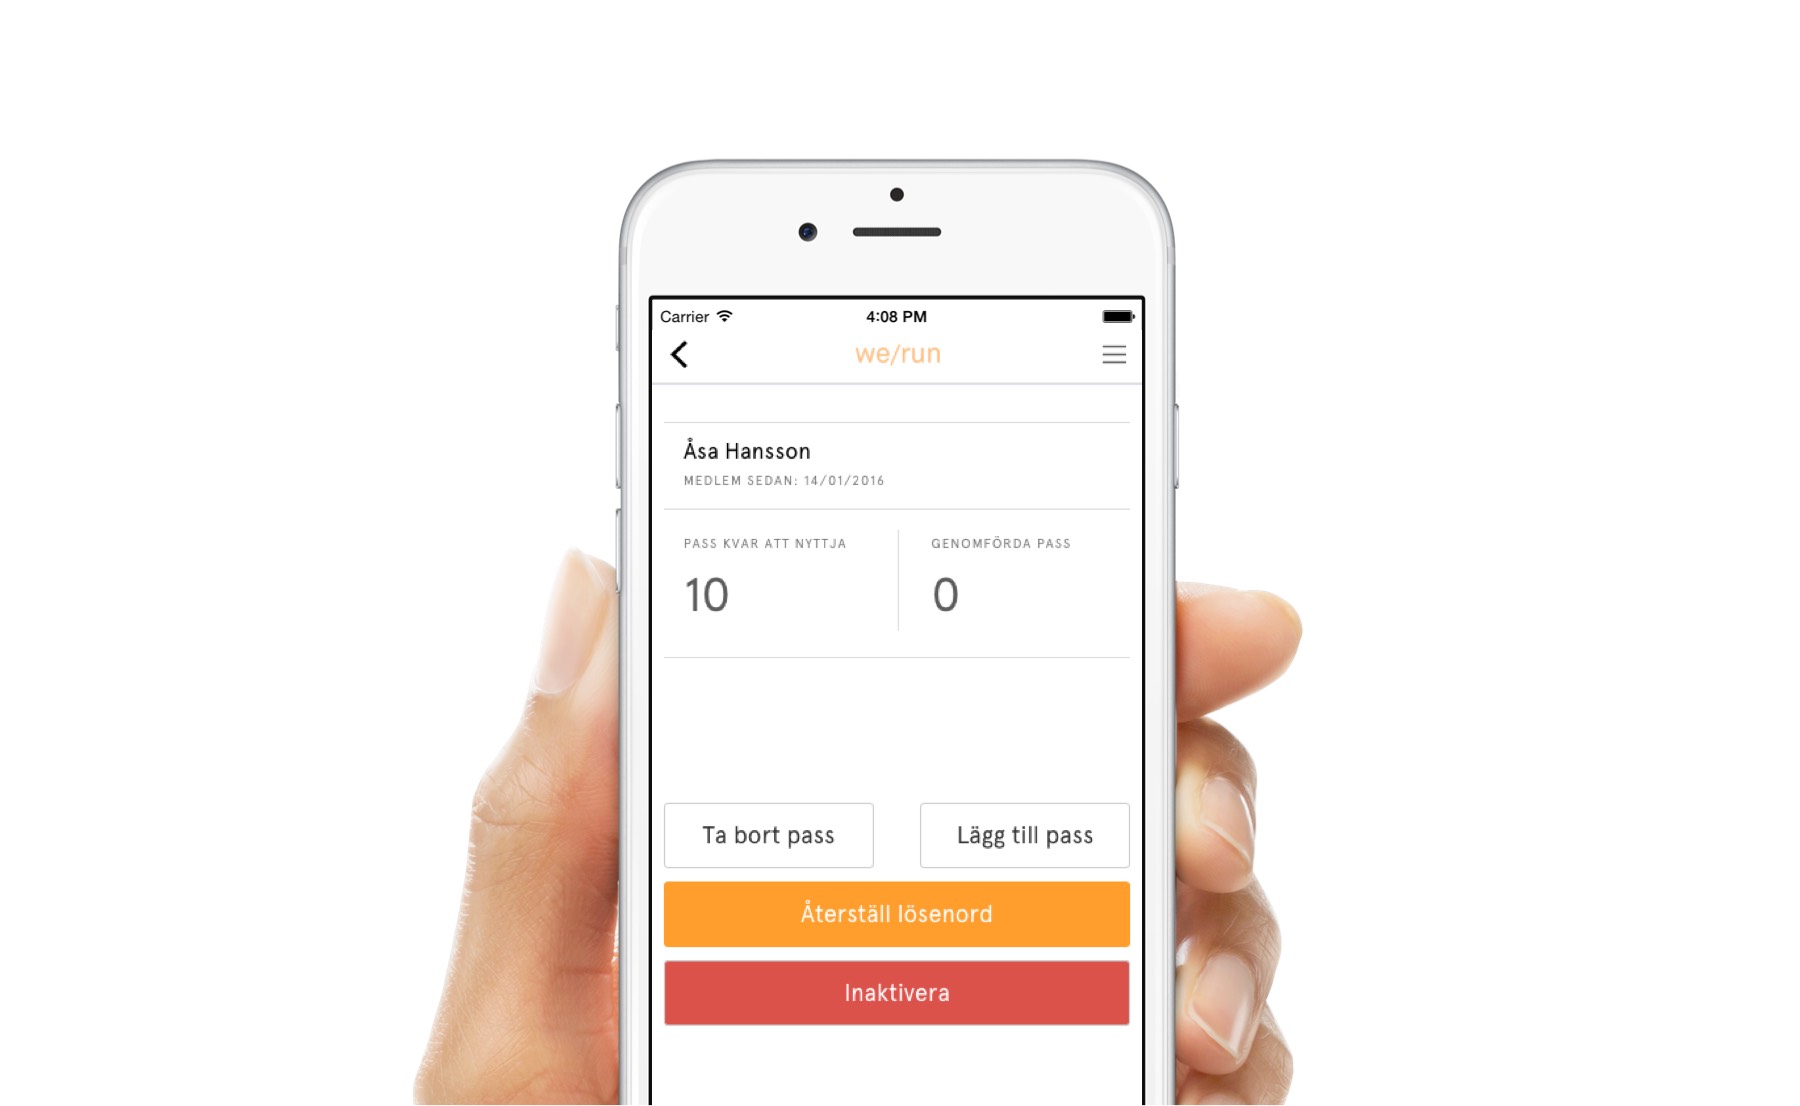 Carrier 4:08 PM
we/run
Åsa Hansson
MEDLEM SEDAN: 14/01/2016
PASS KVAR ATT NYTTJA
GENOMFÖRDA PASS
10
0
Ta bort pass
Lägg till pass
Återställ lösenord
Inaktivera